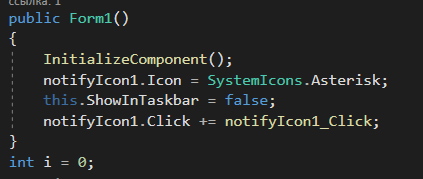 ссылка: 1
public Form1()
{
InitializeComponent();
notifyIcon1.Icon = SystemIcons.Asterisk;
this.ShowInTaskbar = false;
notifyIcon1.Click += notifyIcon1_Click;
}
int i = 0;